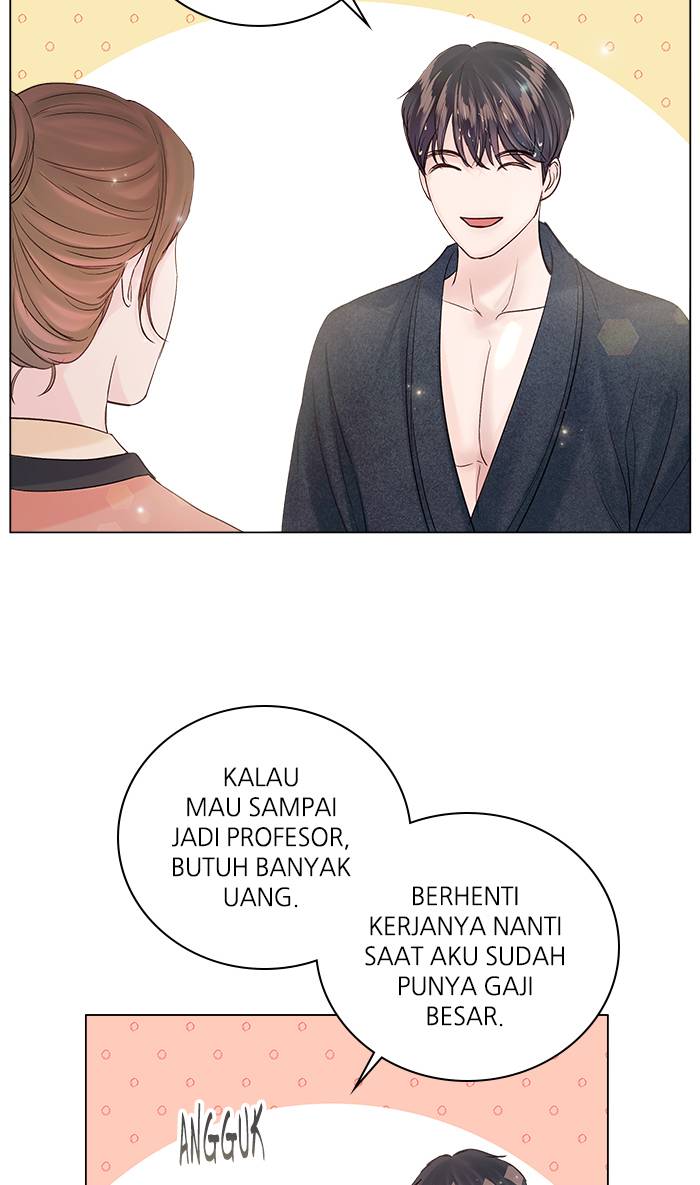 KALAU
MAU SAMPAI
JADI PROFESOR,
BUTUH BANYAK
UANG.
BERHENTI
KERJANYA NANTI
SAAT AKU SUDAH
PUNYA GAJI
BESAR.
ANGGUK